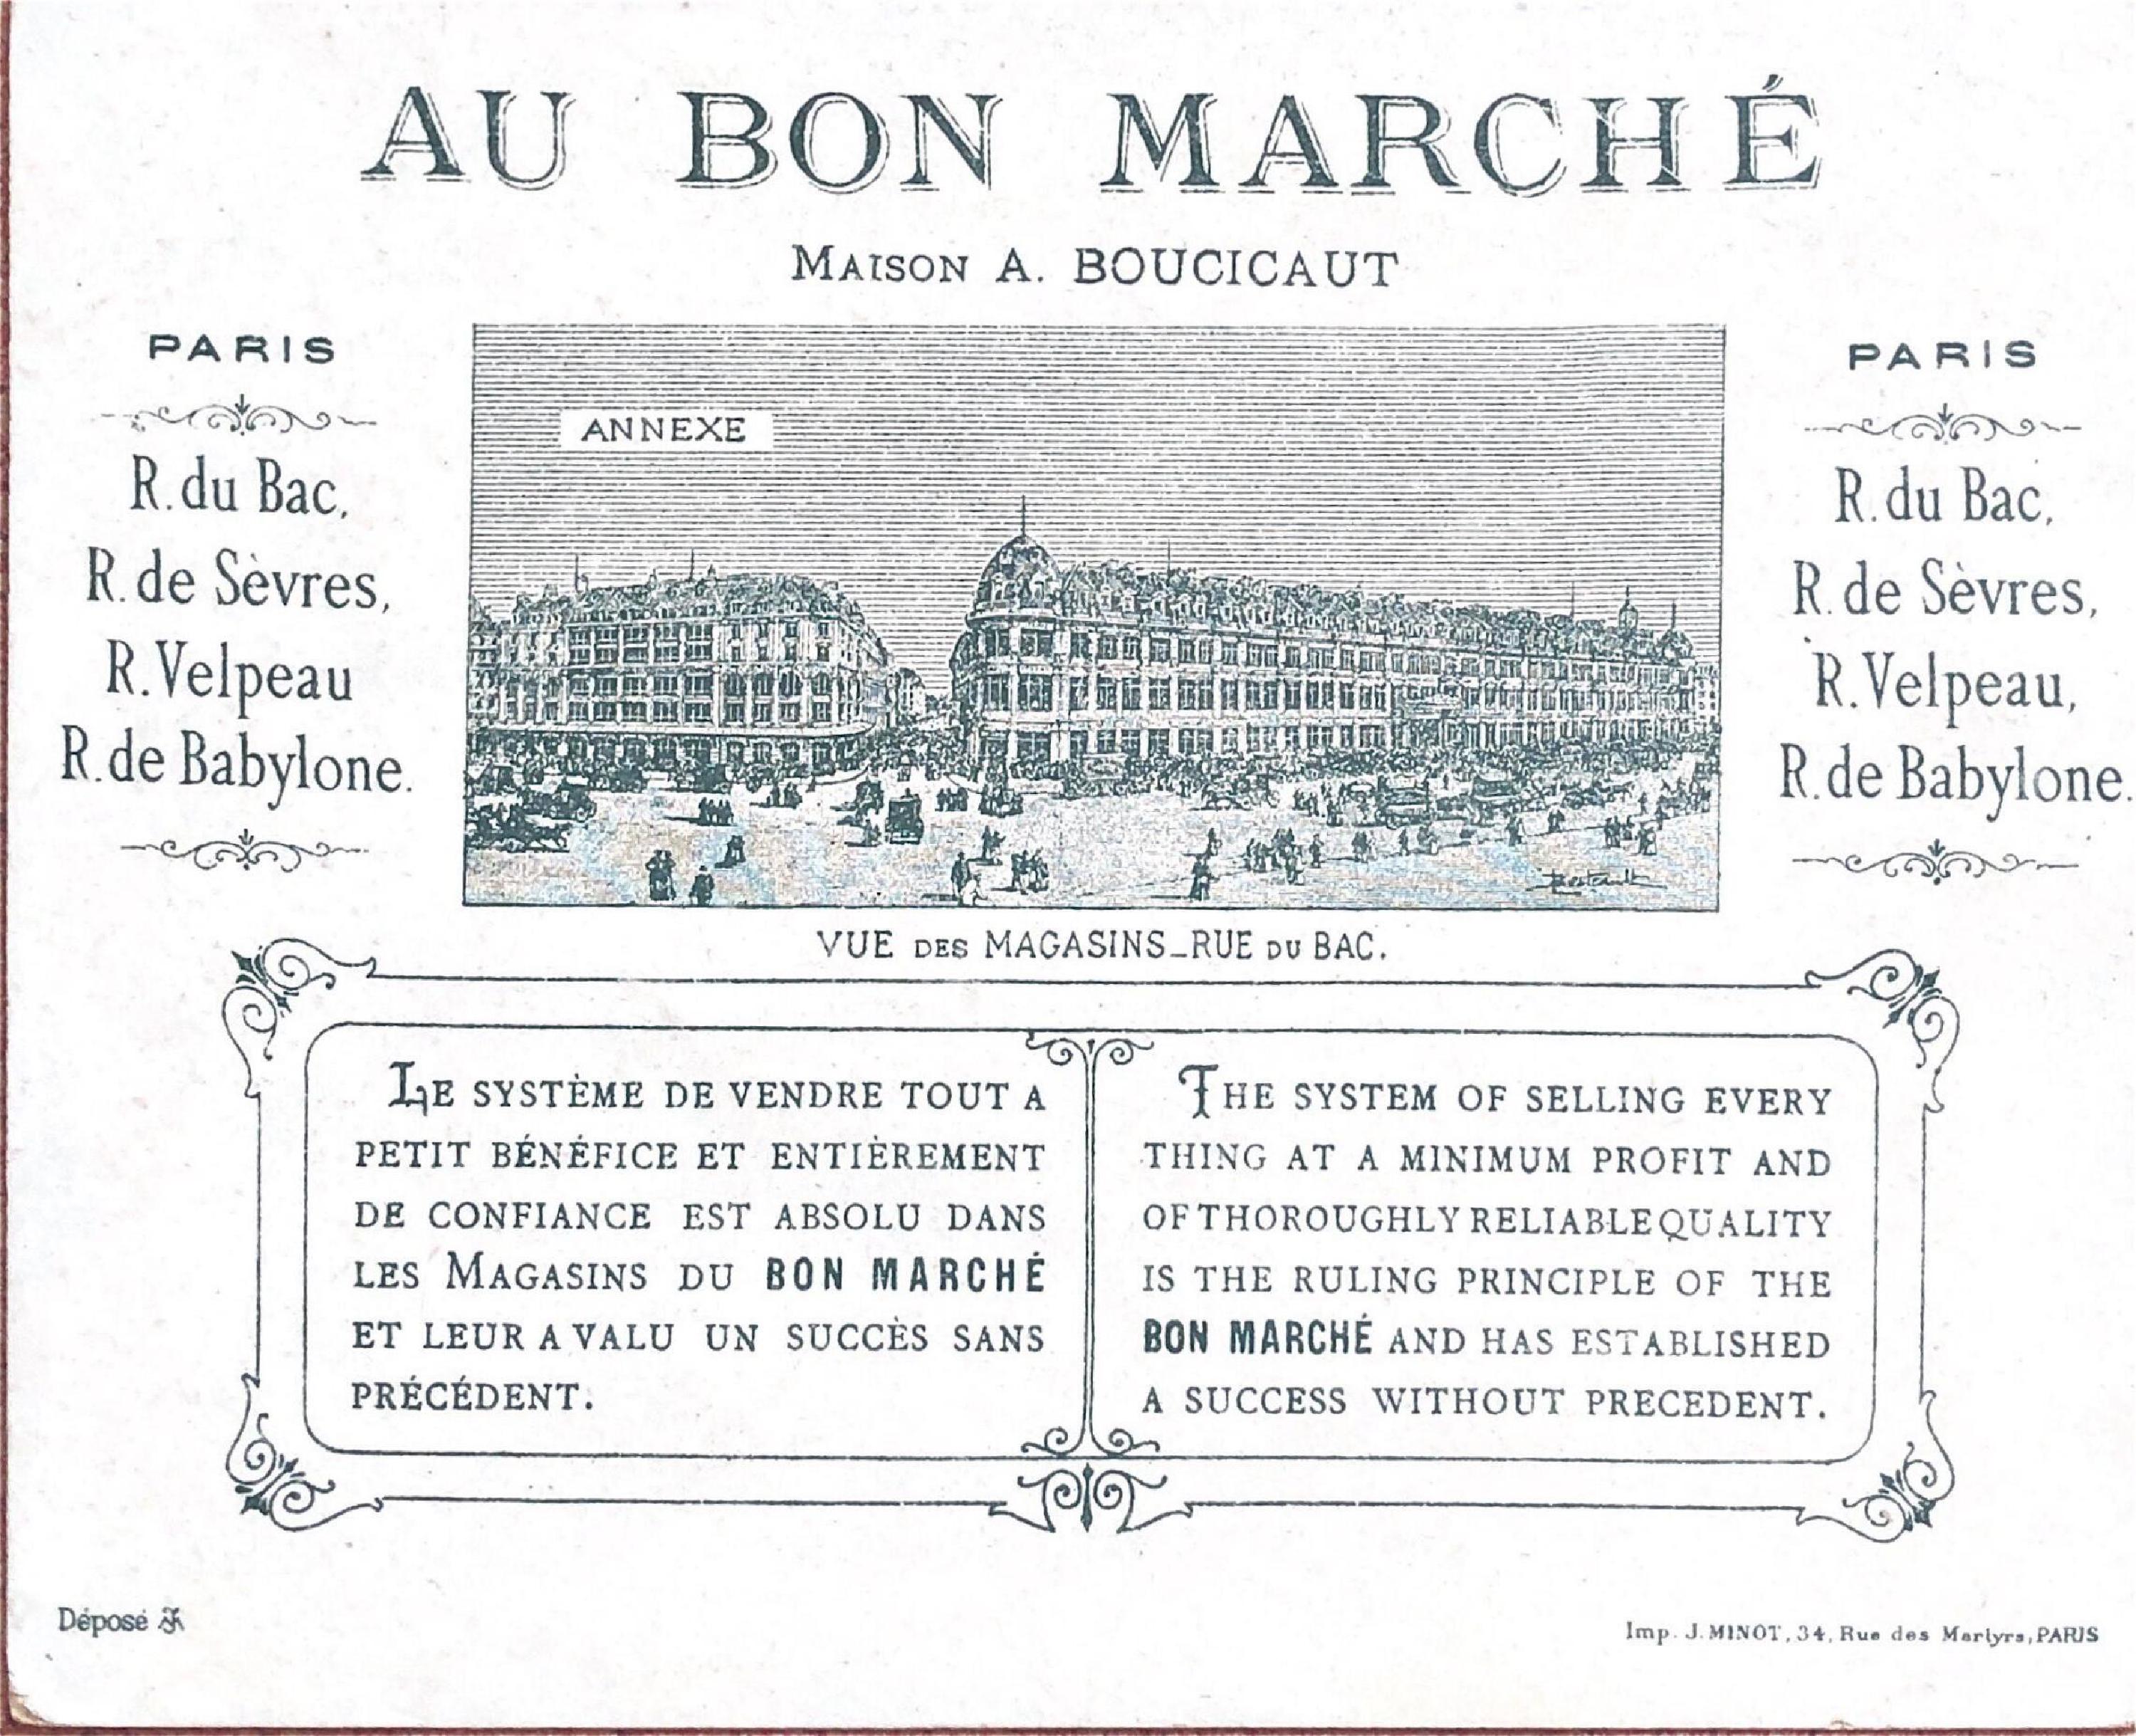 AU BON MARCHÉ
MAISON A. BOUCICAUT
PARIS
R. du Bac,
R. de Sèvres,
R. Velpeau
R. de Babylone.
ANNEXE
PARIS
R. du Bac,
R. de Sèvres,
R. Velpeau,
R. de Babylone.
VUE DES MAGASINS_RUE DU BAC.
LE SYSTÈME DE VENDRE TOUT A
PETIT BÉNÉFICE ET ENTIÈREMENT
DE CONFIANCE EST ABSOLU DANS
LES MAGASINS DU BON MARCHÉ
ET LEUR A VALU UN SUCCÈS SANS
PRÉCÉDENT.
THE SYSTEM OF SELLING EVERY
THING AT A MINIMUM PROFIT AND
OF THOROUGHLY RELIABLE QUALITY
IS THE RULING PRINCIPLE OF THE
BON MARCHÉ AND HAS ESTABLISHED
A SUCCESS WITHOUT PRECEDENT.
Déposé
Imp. J. MINOT, 34, Rue des Martyrs, PARIS